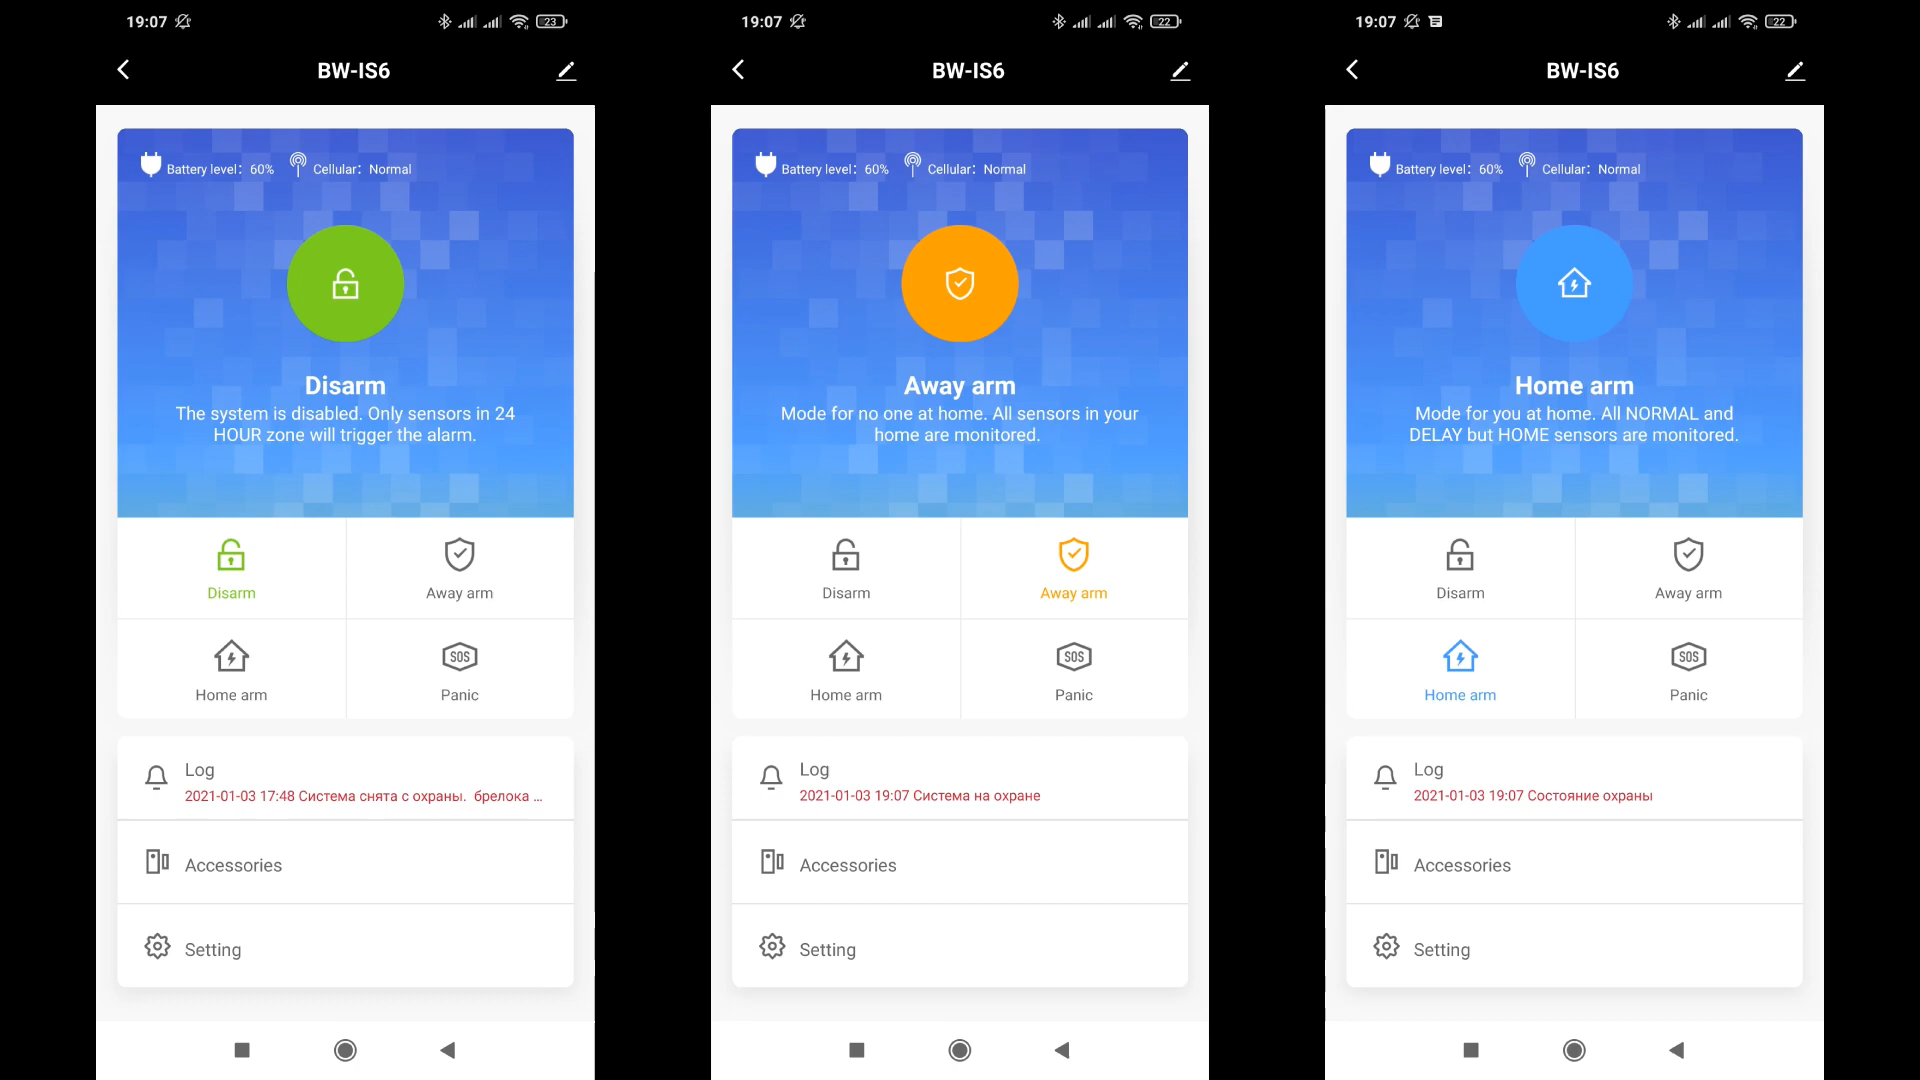 19:07
23
BW-IS6
Battery level: 60%
Cellular: Normal
Disarm
The system is disabled. Only sensors in 24
HOUR zone will trigger the alarm.
Disarm
Away arm
Home arm
SOS
Panic
Log
2021-01-03 17:48 Система снята с охраны. брелока ...
Accessories
Setting
19:07
22
BW-IS6
Battery level: 60%
Cellular: Normal
Away arm
Mode for no one at home. All sensors in your
home are monitored.
Disarm
Away arm
Home arm
SOS
Panic
Log
2021-01-03 19:07 Система на охране
Accessories
Setting
19:07
22
BW-IS6
Battery level: 60%
Cellular: Normal
Home arm
Mode for you at home. All NORMAL and
DELAY but HOME sensors are monitored.
Disarm
Away arm
Home arm
SOS
Panic
Log
2021-01-03 19:07 Состояние охраны
Accessories
Setting